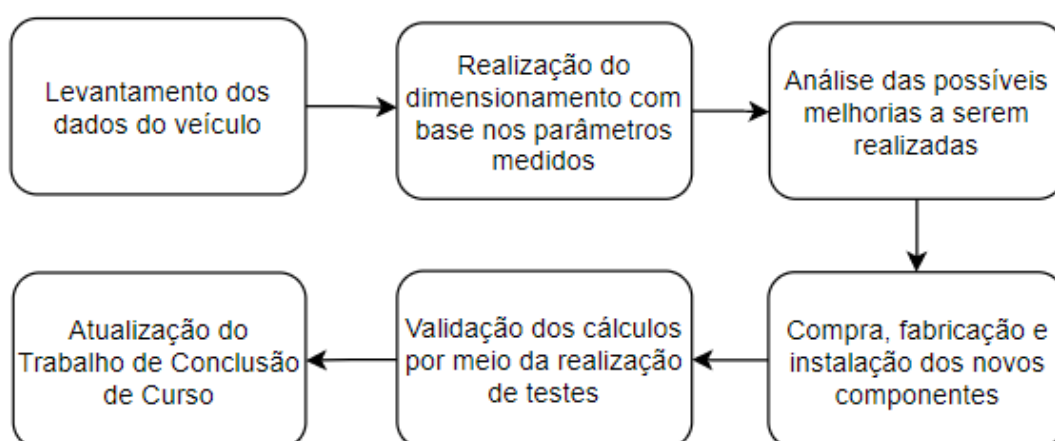 Levantamento dos
dados do veículo
Realização do
dimensionamento com
base nos parâmetros
medidos
Análise das possíveis
melhorias a serem
realizadas
Compra, fabricação e
instalação dos novos
componentes
Validação dos cálculos
por meio da realização
de testes
Atualização do
Trabalho de Conclusão
de Curso